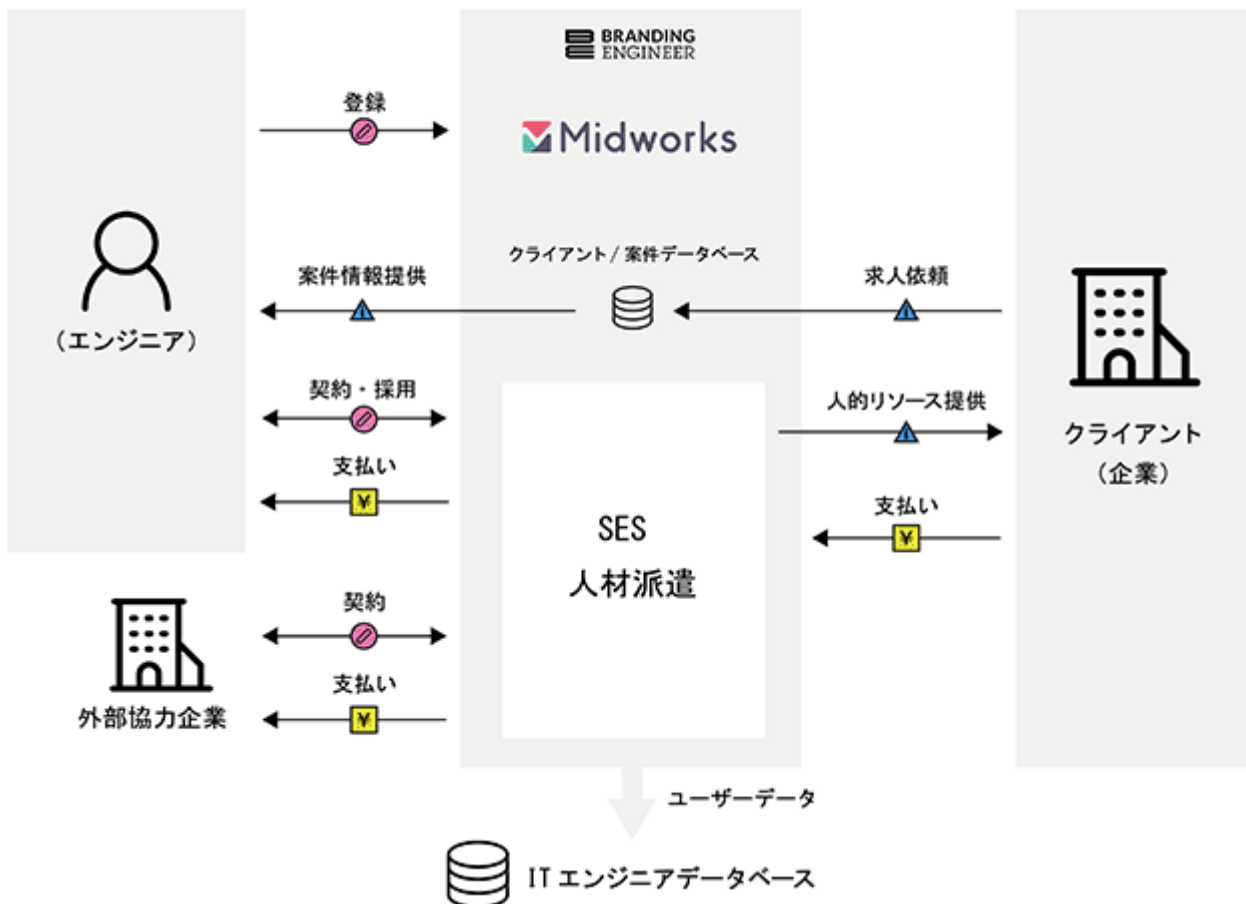 BRANDING
ENGINEER
Midworks
登録
クライアント / 案件データベース
案件情報提供
求人依頼
(エンジニア)
契約・採用
人的リソース提供
クライアント
(企業)
支払い
¥
支払い
¥
SES
人材派遣
契約
支払い
¥
外部協力企業
ユーザーデータ
IT エンジニアデータベース